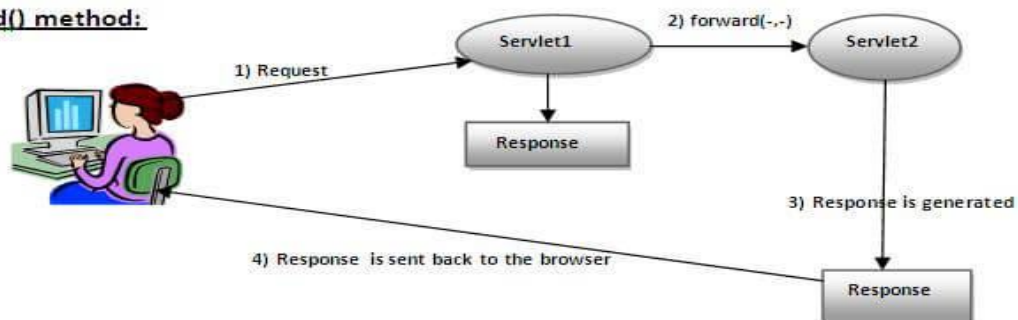 d() method:
2) forward(-,-)
Servlet1
Servlet2
1) Request
Response
3) Response is generated
4) Response is sent back to the browser
Response